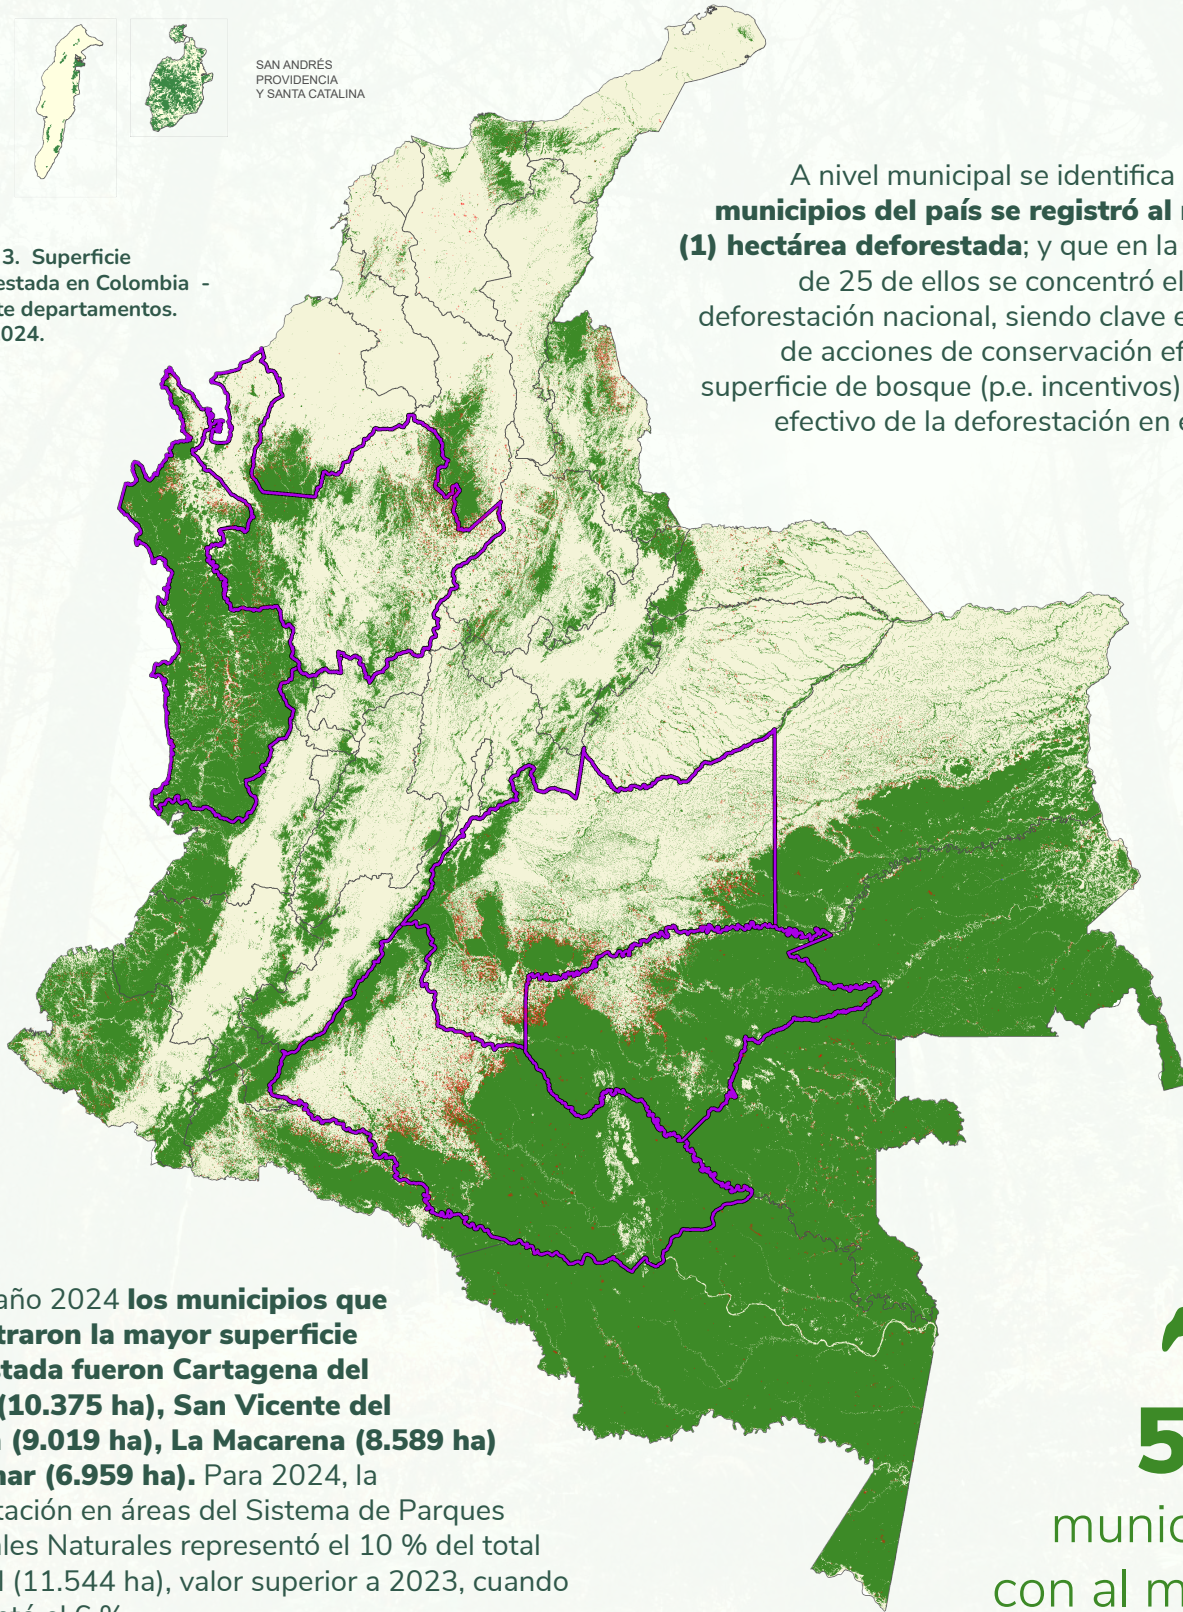 SAN ANDRÉS
PROVIDENCIA
Y SANTA CATALINA
A nivel municipal se identifica
municipios del país se registró al
(1) hectárea deforestada; y que en la
3. Superficie
estada en Colombia -
te departamentos.
2024.
de 25 de ellos se concentró el
deforestación nacional, siendo clave
de acciones de conservación
superficie de bosque (p.e. incentivos)
efectivo de la deforestación en
año 2024 los municipios que
traron la mayor superficie
stada fueron Cartagena del
(10.375 ha), San Vicente del
(9.019 ha), La Macarena (8.589 ha)
nar (6.959 ha). Para 2024, la
tación en áreas del Sistema de Parques
ales Naturales representó el 10 % del total
l (11.544 ha), valor superior a 2023, cuando
5
munic
con al m